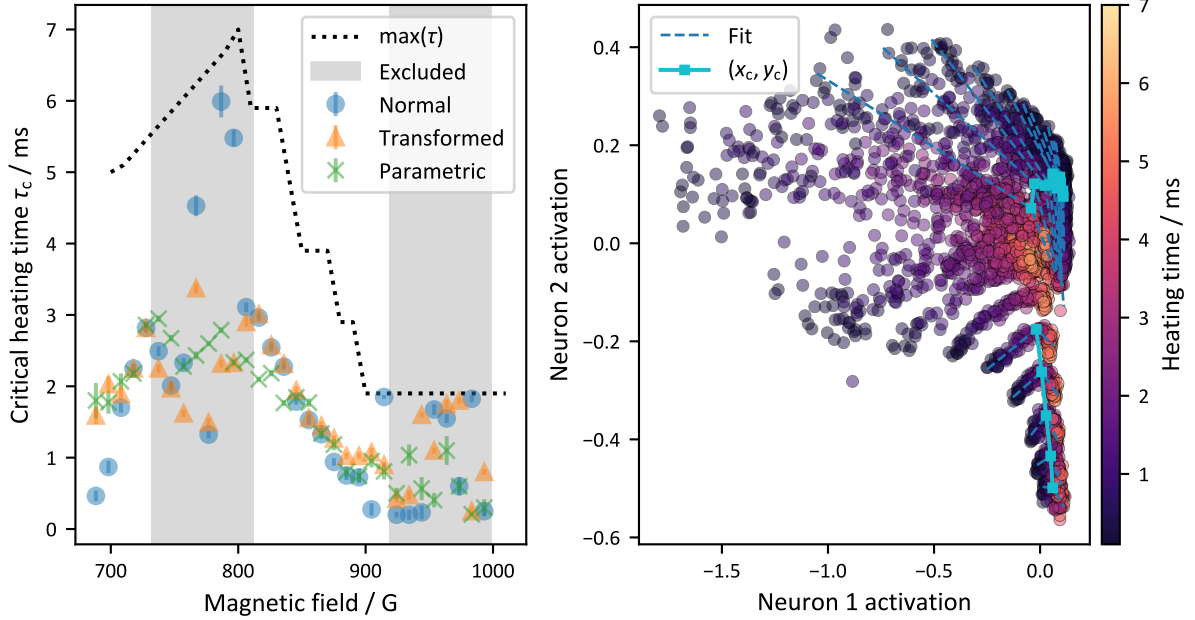 7
6
5
4
3
2
1
0
Critical heating time τc / ms
max(τ)
Excluded
Normal
Transformed
Parametric
700
800
900
1000
Magnetic field / G
0.4
0.2
0.0
−0.2
−0.4
−0.6
Neuron 2 activation
Fit
(xc, yc)
−1.5
−1.0
−0.5
0.0
Neuron 1 activation
7
6
5
4
3
2
1
Heating time / ms